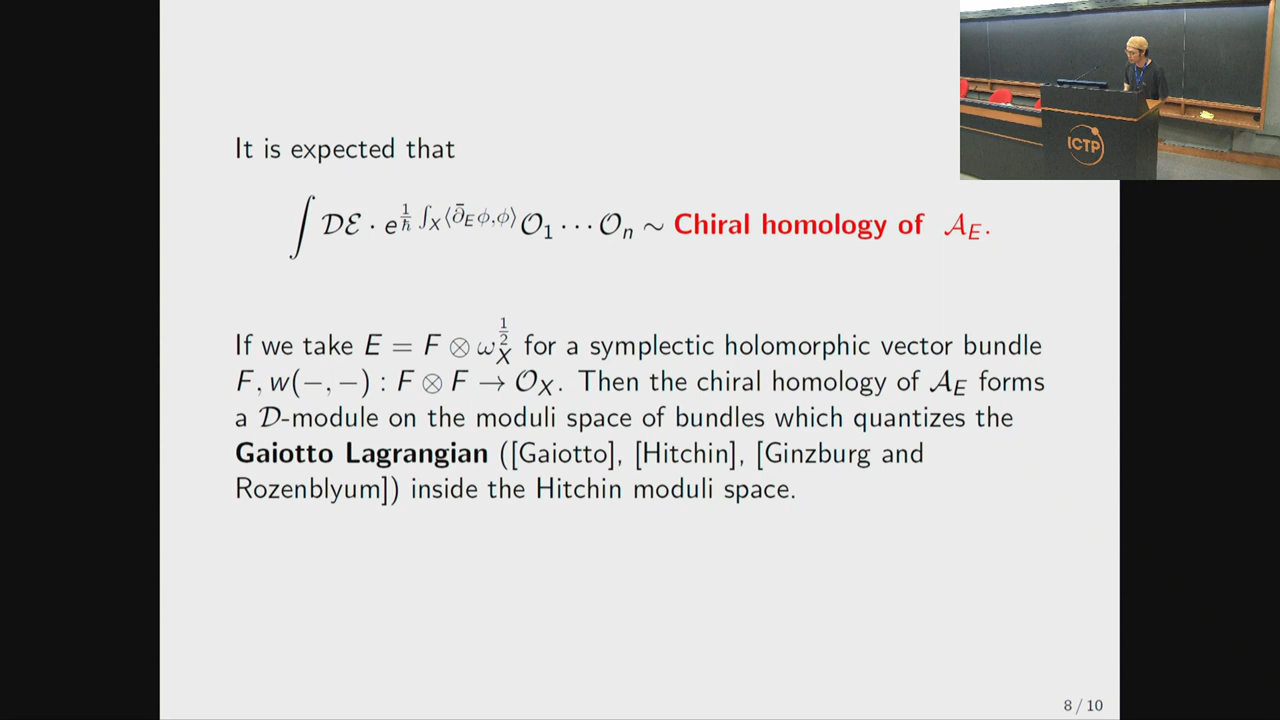 It is expected that
∫ 𝒟ℰ · e^{\frac{1}{ħ} ∫_X ⟨\bar{∂}_E ϕ, ϕ⟩} 𝒪_1 ⋯ 𝒪_n ∼ Chiral homology of 𝒜_E.
If we take E = F ⊗ ω_X^{\frac{1}{2}} for a symplectic holomorphic vector bundle
F, w(−, −) : F ⊗ F → 𝒪_X. Then the chiral homology of 𝒜_E forms
a 𝒟-module on the moduli space of bundles which quantizes the
Gaiotto Lagrangian ([Gaiotto], [Hitchin], [Ginzburg and
Rozenblyum]) inside the Hitchin moduli space.
8 / 10
ICTP